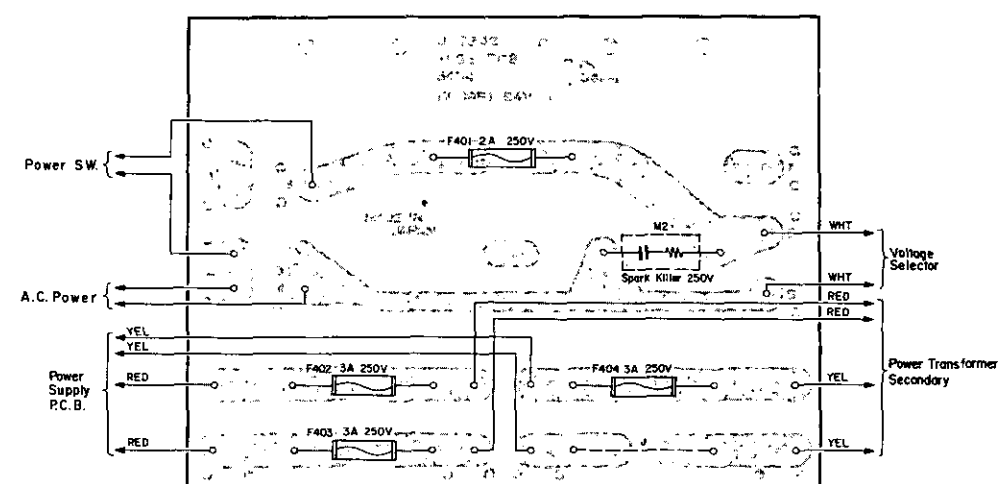 F401-2A 250V
Power SW.
M2
WHT
Voltage
Selector
Spark Killer 250V
WHT
A.C. Power
RED
RED
YEL
YEL
F402-3A 250V
F404 3A 250V
Power
Supply
P.C.B.
RED
YEL
Power Transformer
Secondary
F403-3A 250V
RED
J
YEL